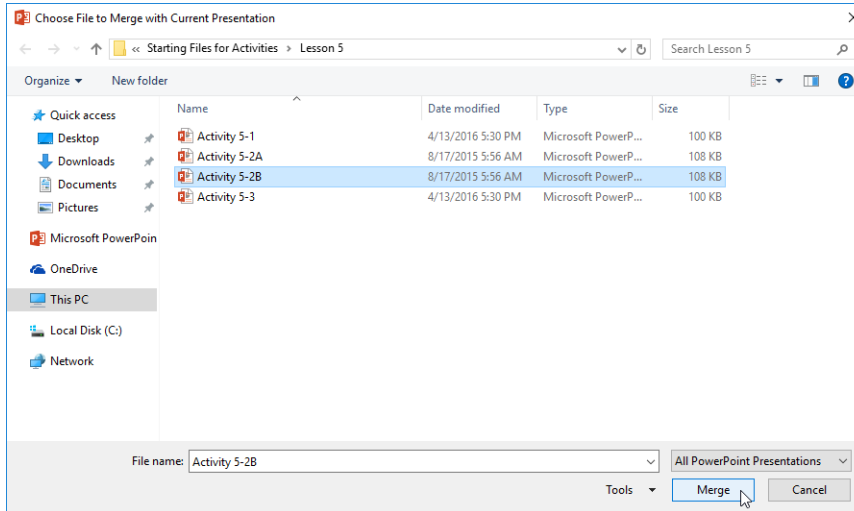 Choose File to Merge with Current Presentation
« Starting Files for Activities › Lesson 5
Search Lesson 5
Organize
New folder
Name Date modified Type Size
Quick access
Desktop
Downloads
Documents
Pictures
Microsoft PowerPoin
OneDrive
This PC
Local Disk (C:)
Network
Activity 5-1 4/13/2016 5:30 PM Microsoft PowerP... 100 KB
Activity 5-2A 8/17/2015 5:56 AM Microsoft PowerP... 108 KB
Activity 5-2B 8/17/2015 5:56 AM Microsoft PowerP... 108 KB
Activity 5-3 4/13/2016 5:30 PM Microsoft PowerP... 100 KB
File name: Activity 5-2B
All PowerPoint Presentations
Tools
Merge
Cancel